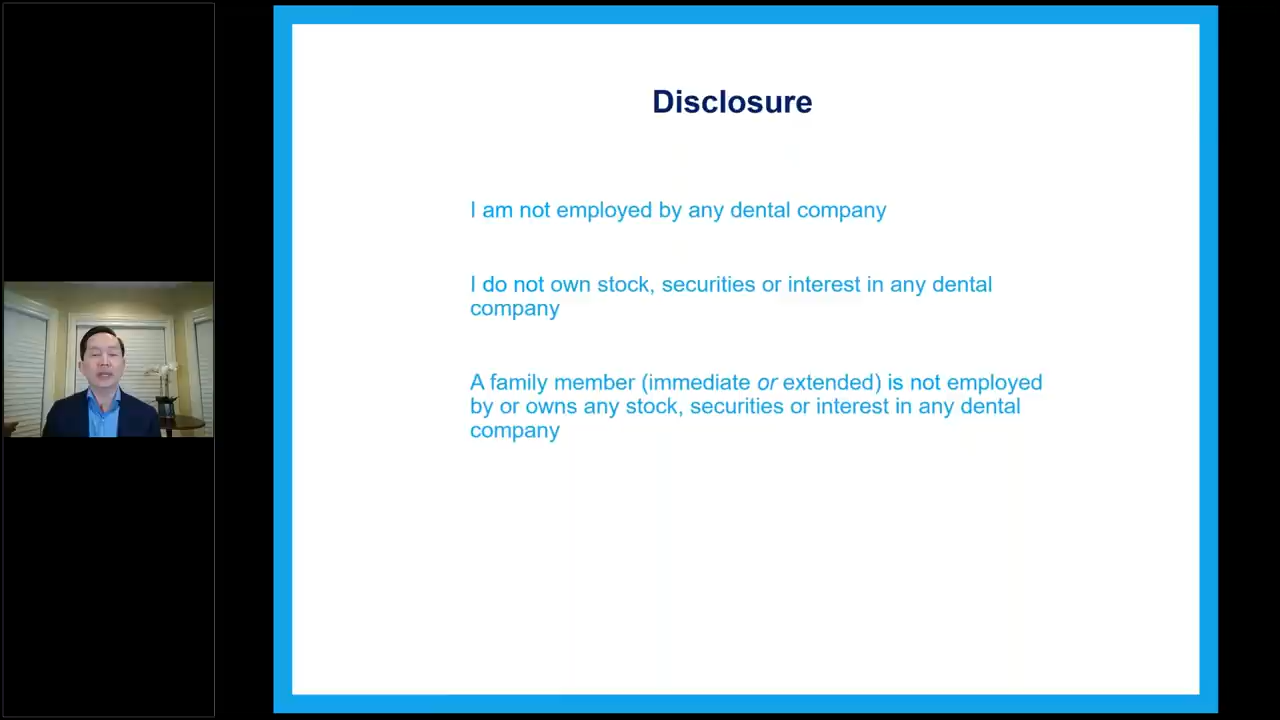 Disclosure
I am not employed by any dental company
I do not own stock, securities or interest in any dental
company
A family member (immediate or extended) is not employed
by or owns any stock, securities or interest in any dental
company